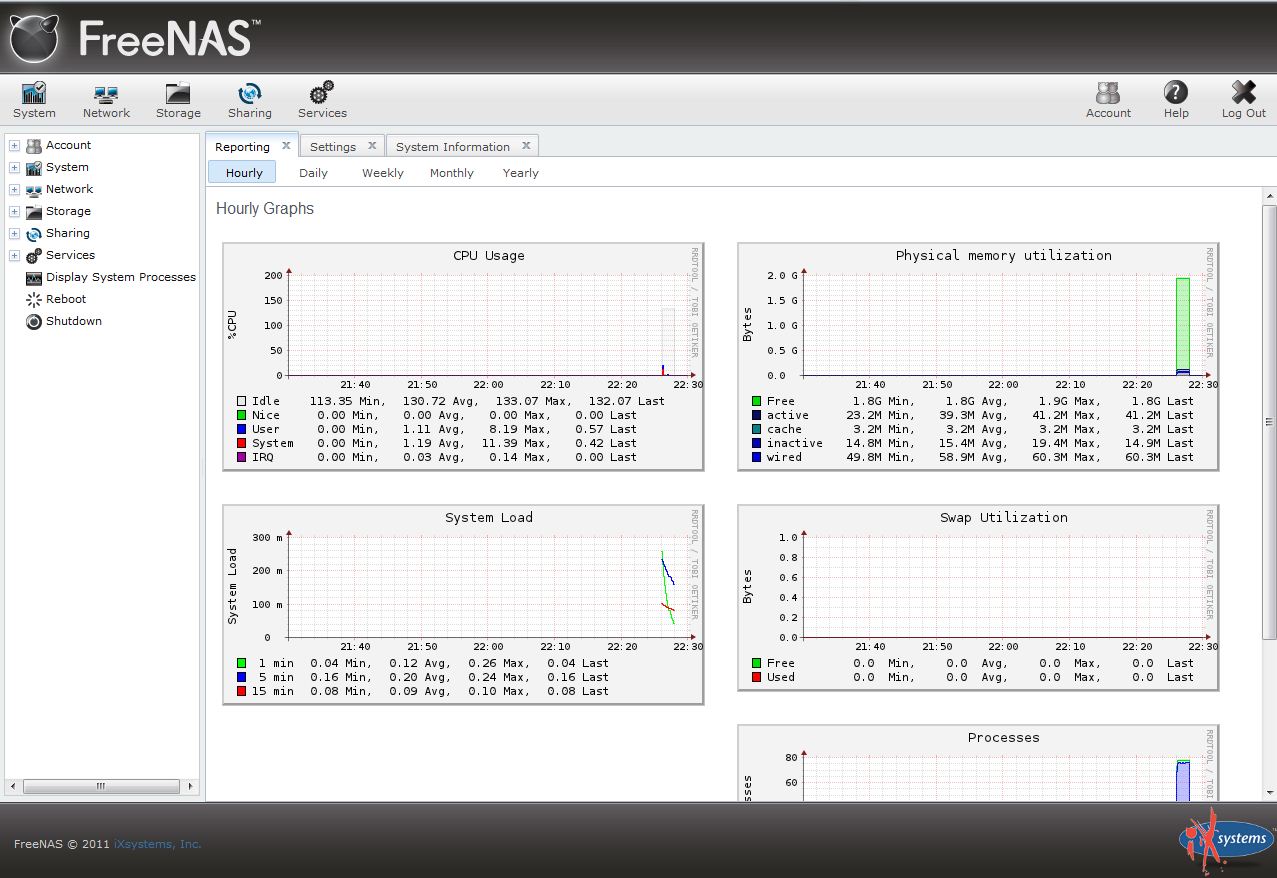 FreeNAS™
System Network Storage Sharing Services Account Help Log Out
Account
System
Network
Storage
Sharing
Services
Display System Processes
Reboot
Shutdown
Reporting X Settings X System Information X
Hourly Daily Weekly Monthly Yearly
Hourly Graphs
CPU Usage
RRDTOOL / TOBI OETIKER
%CPU
200
150
100
50
0
21:40 21:50 22:00 22:10 22:20 22:30
Idle 113.35 Min, 130.72 Avg, 133.07 Max, 132.07 Last
Nice 0.00 Min, 0.00 Avg, 0.00 Max, 0.00 Last
User 0.00 Min, 1.11 Avg, 8.19 Max, 0.57 Last
System 0.00 Min, 1.19 Avg, 11.39 Max, 0.42 Last
IRQ 0.00 Min, 0.03 Avg, 0.14 Max, 0.00 Last
Physical memory utilization
RRDTOOL / TOBI OETIKER
Bytes
2.0 G
1.5 G
1.0 G
0.5 G
0.0
21:40 21:50 22:00 22:10 22:20 22:30
Free 1.8G Min, 1.8G Avg, 1.9G Max, 1.8G Last
active 23.2M Min, 39.3M Avg, 41.2M Max, 41.2M Last
cache 3.2M Min, 3.2M Avg, 3.2M Max, 3.2M Last
inactive 14.8M Min, 15.4M Avg, 19.4M Max, 14.9M Last
wired 49.8M Min, 58.9M Avg, 60.3M Max, 60.3M Last
System Load
RRDTOOL / TOBI OETIKER
System Load
300 m
200 m
100 m
0
21:40 21:50 22:00 22:10 22:20 22:30
1 min 0.04 Min, 0.12 Avg, 0.26 Max, 0.04 Last
5 min 0.16 Min, 0.20 Avg, 0.24 Max, 0.16 Last
15 min 0.08 Min, 0.09 Avg, 0.10 Max, 0.08 Last
Swap Utilization
RRDTOOL / TOBI OETIKER
Bytes
1.0
0.8
0.6
0.4
0.2
0.0
21:40 21:50 22:00 22:10 22:20 22:30
Free 0.0 Min, 0.0 Avg, 0.0 Max, 0.0 Last
Used 0.0 Min, 0.0 Avg, 0.0 Max, 0.0 Last
Processes
RRDTOOL / TOBI
sses
80
60
FreeNAS © 2011 iXsystems, Inc.
iXsystems